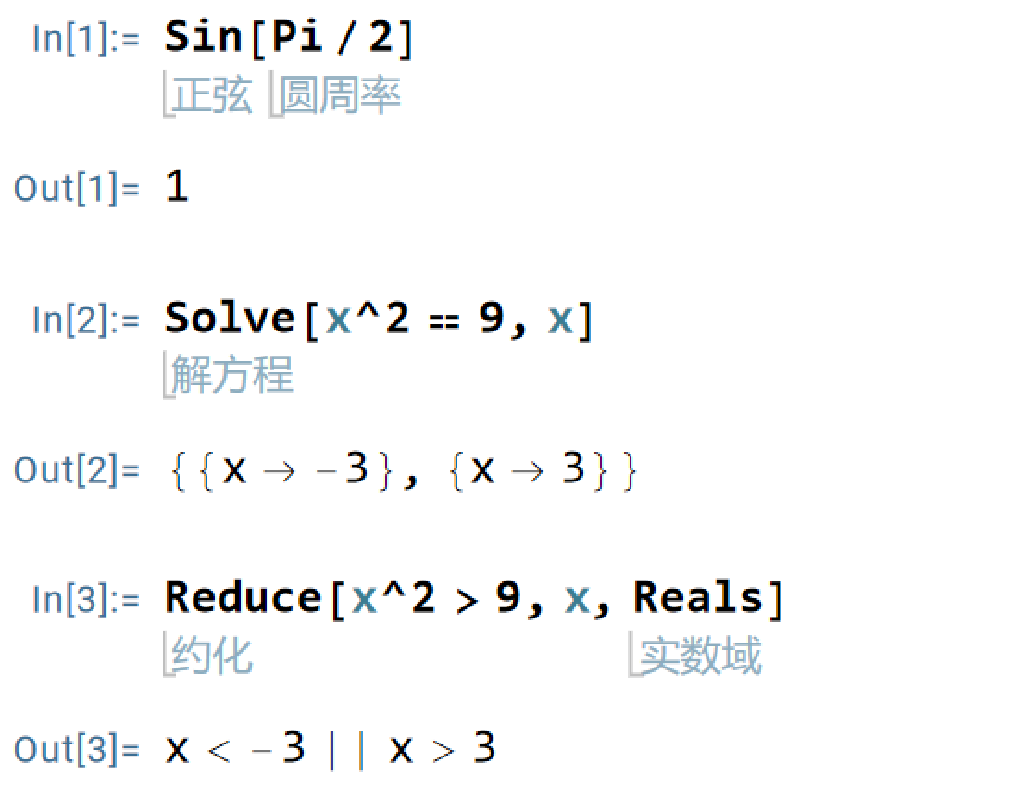 In[1]:= Sin[Pi / 2]
正弦 圆周率
Out[1]= 1
In[2]:= Solve[x^2 == 9, x]
解方程
Out[2]= {{x → -3}, {x → 3}}
In[3]:= Reduce[x^2 > 9, x, Reals]
约化 实数域
Out[3]= x < -3 || x > 3